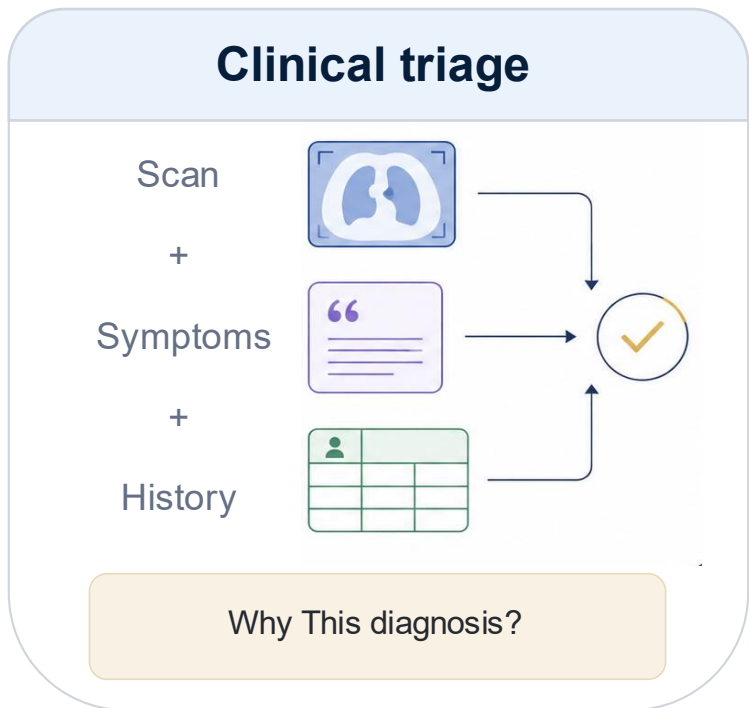 Clinical triage
Scan
+
Symptoms
+
History
Why This diagnosis?